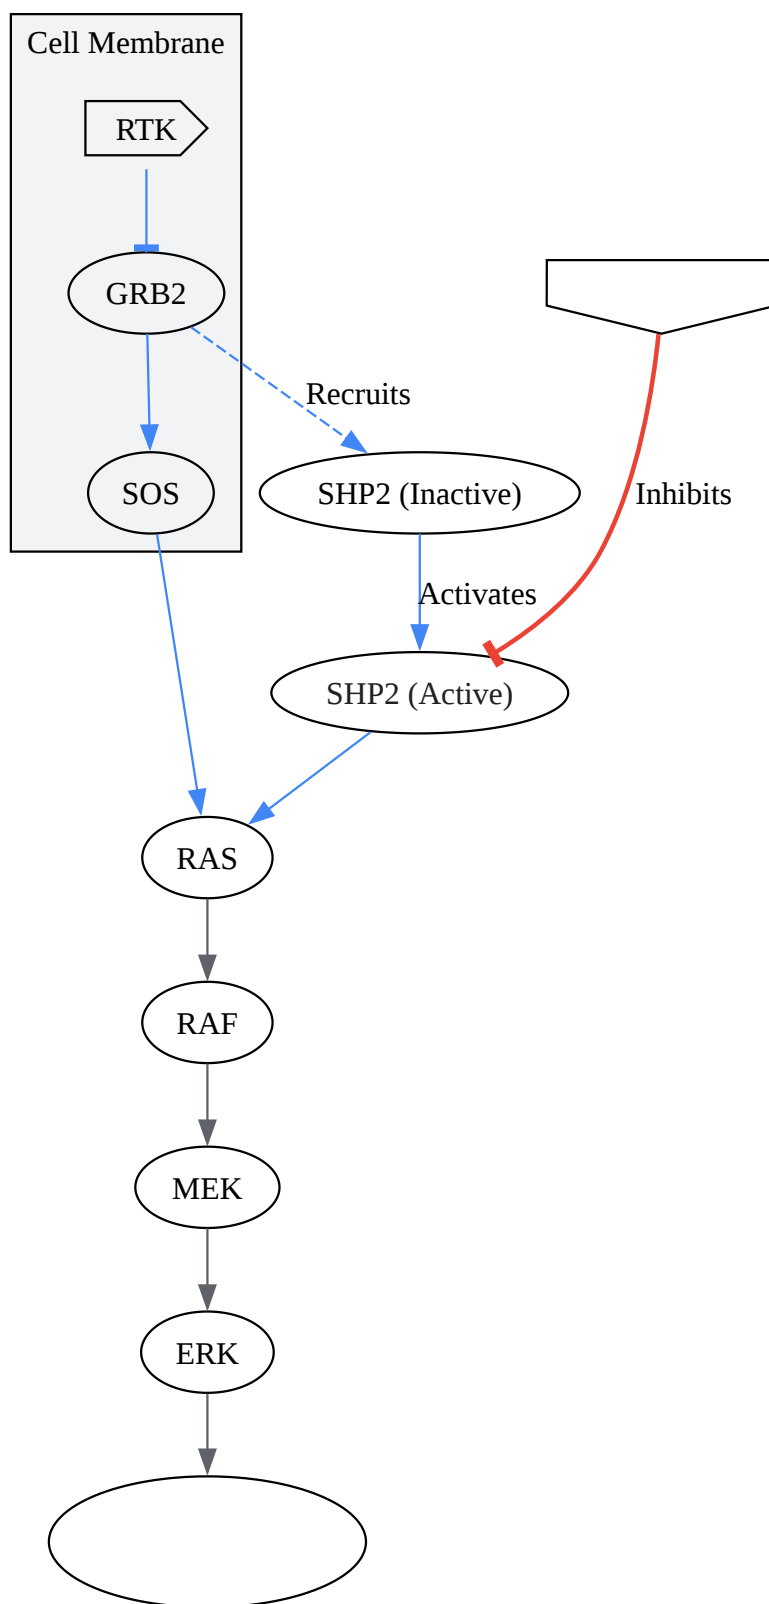 Cell Membrane
RTK
GRB2
Recruits
SOS
SHP2 (Inactive)
Inhibits
Activates
SHP2 (Active)
RAS
RAF
MEK
ERK